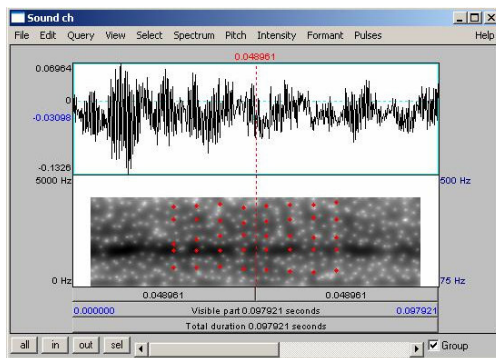 Sound ch
File Edit Query View Select Spectrum Pitch Intensity Formant Pulses Help
0.048961
0.06964
0
-0.03098
-0.1326
5000 Hz 500 Hz
0 Hz 75 Hz
0.048961 0.048961
0.000000 Visible part 0.097921 seconds 0.097921
Total duration 0.097921 seconds
all in out sel Group